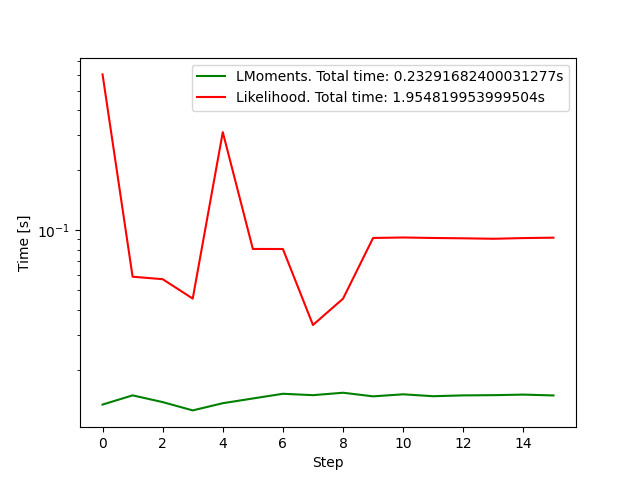 LMoments. Total time: 0.23291682400031277s
Likelihood. Total time: 1.954819953999504s
Time [s]
10⁻¹
0 2 4 6 8 10 12 14
Step